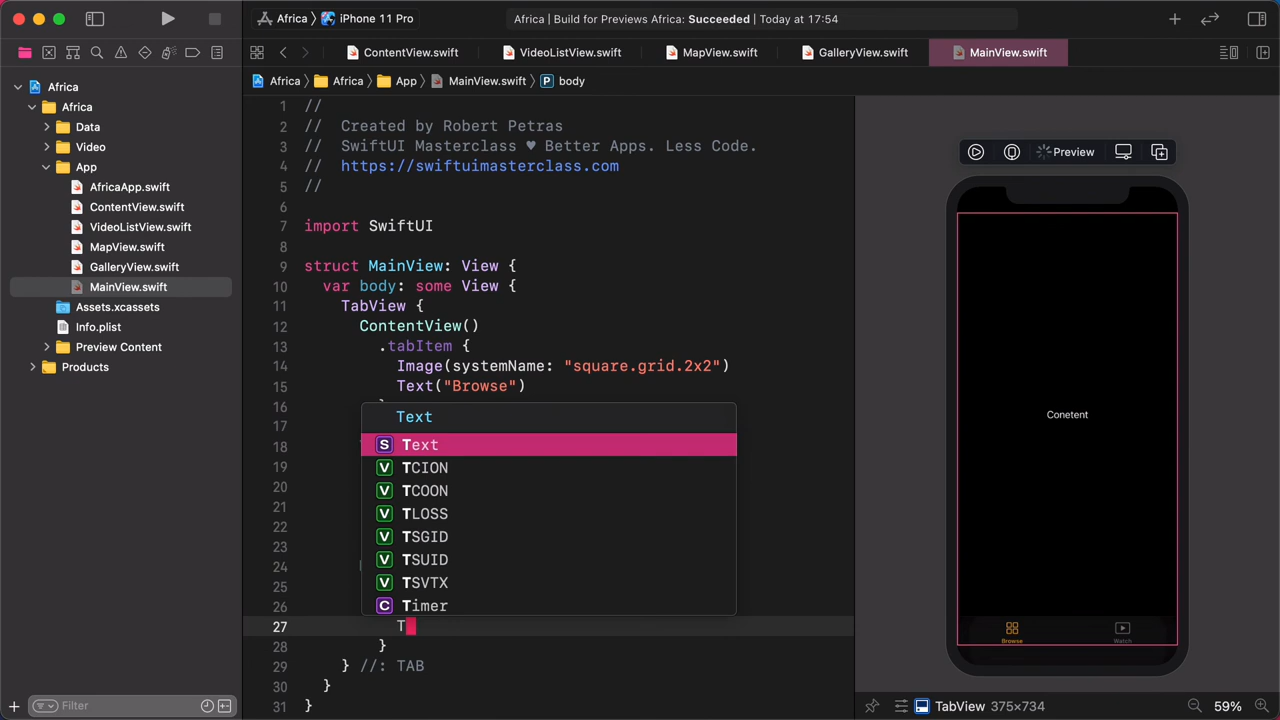 Africa
iPhone 11 Pro
Africa | Build for Previews Africa: Succeeded | Today at 17:54
ContentView.swift
VideoListView.swift
MapView.swift
GalleryView.swift
MainView.swift
Africa
Africa
App
MainView.swift
P body
Africa
Africa
Data
Video
App
AfricaApp.swift
ContentView.swift
VideoListView.swift
MapView.swift
GalleryView.swift
MainView.swift
Assets.xcassets
Info.plist
Preview Content
Products
Filter
1 //
2 // Created by Robert Petras
3 // SwiftUI Masterclass ♥ Better Apps. Less Code.
4 // https://swiftuimasterclass.com
5 //
6
7 import SwiftUI
8
9 struct MainView: View {
10 var body: some View {
11 TabView {
12 ContentView()
13 .tabItem {
14 Image(systemName: "square.grid.2x2")
15 Text("Browse")
16
17
18
19
20
21
22
23
24
25
26
27 T
28 }
29 } //: TAB
30 }
31 }
Text
S Text
V TCION
V TCOON
V TLOSS
V TSGID
V TSUID
V TSVTX
C Timer
Preview
Conetent
Browse
Watch
TabView 375×734
59%